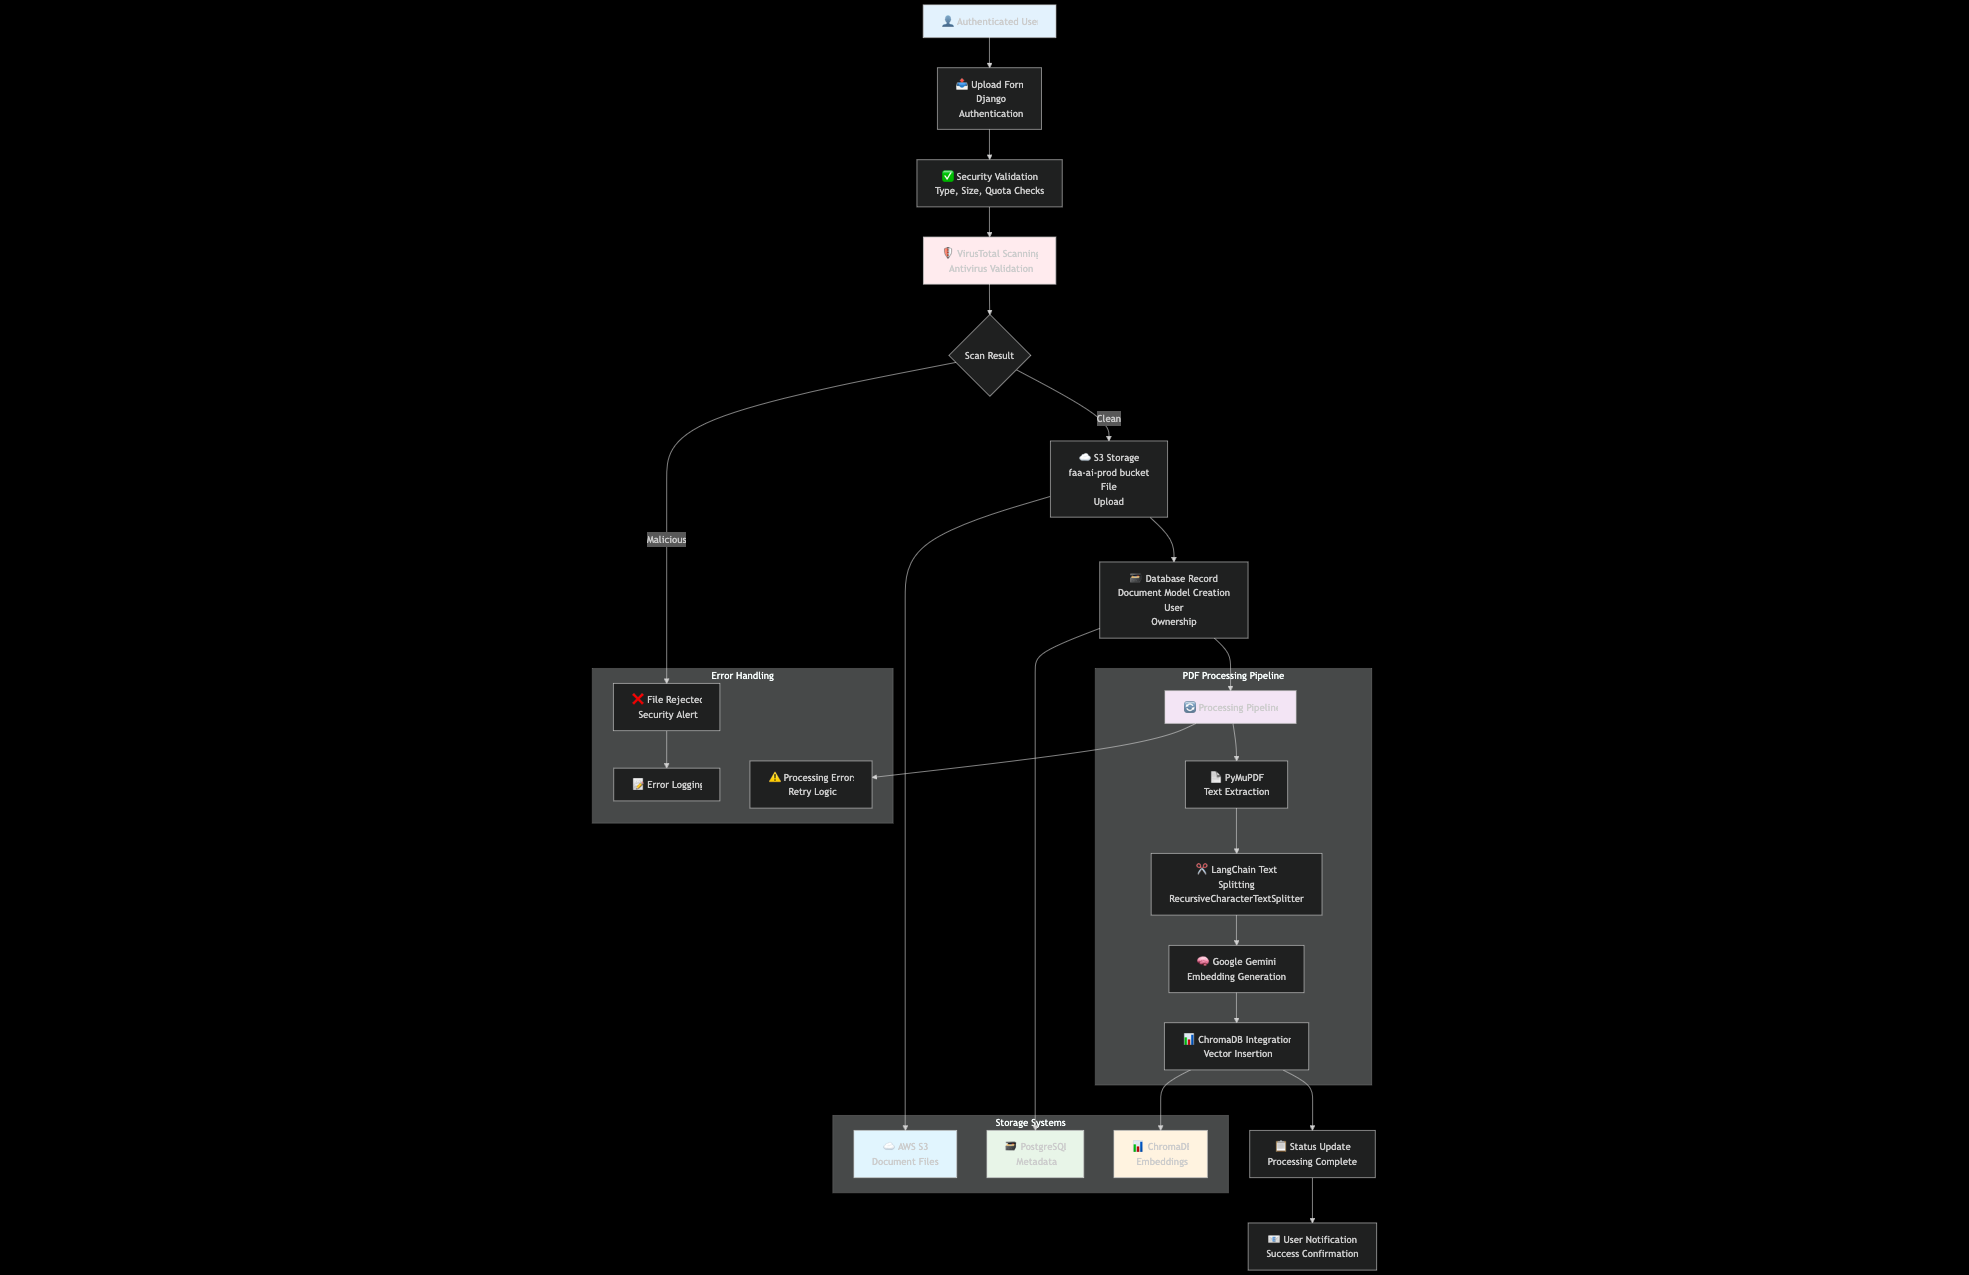 👤 Authenticated Use
📤 Upload Forn
Django
Authentication
✅ Security Validation
Type, Size, Quota Checks
🛡️ VirusTotal Scanning
Antivirus Validation
Scan Result
Clean
☁️ S3 Storage
faa-ai-prod bucket
File
Upload
Malicious
🗃️ Database Record
Document Model Creation
User
Ownership
Error Handling
❌ File Rejected
Security Alert
📝 Error Logging
⚠️ Processing Error
Retry Logic
PDF Processing Pipeline
🔄 Processing Pipeline
📄 PyMuPDF
Text Extraction
✂️ LangChain Text
Splitting
RecursiveCharacterTextSplitter
🧠 Google Gemini
Embedding Generation
📊 ChromaDB Integration
Vector Insertion
Storage Systems
☁️ AWS S3
Document Files
🗃️ PostgreSQL
Metadata
📊 ChromaDB
Embeddings
📋 Status Update
Processing Complete
📧 User Notification
Success Confirmation